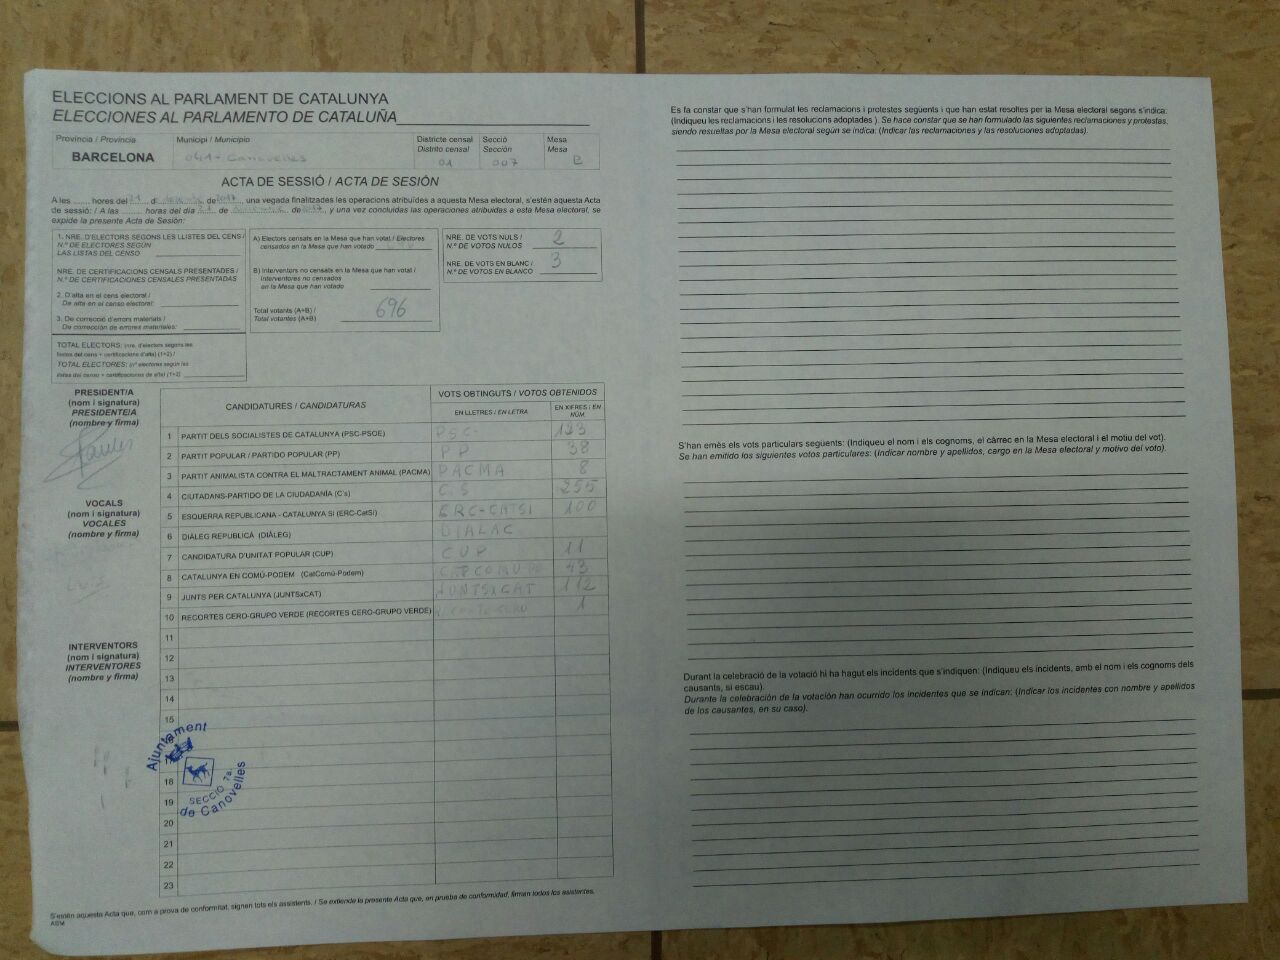 ELECCIONS AL PARLAMENT DE CATALUNYA
ELECCIONES AL PARLAMENTO DE CATALUÑA
Província / Provincia Municipi / Municipio Districte censal Secció Mesa
Distrito censal Sección Mesa
BARCELONA 041-Canovelles 01 007 B
ACTA DE SESSIÓ / ACTA DE SESIÓN
A les ........ hores del 21 d. de 2017, una vegada finalitzades les operacions atribuïdes a aquesta Mesa electoral, s'estén aquesta Acta
de sessió: / A las ........ horas del día 21 de de 2017, y una vez concluidas las operaciones atribuidas a esta Mesa electoral, se
expide la presente Acta de Sesión:
1. NRE. D'ELECTORS SEGONS LES LLISTES DEL CENS /
N.º DE ELECTORES SEGÚN
LAS LISTAS DEL CENSO
NRE. DE CERTIFICACIONS CENSALS PRESENTADES /
N.º DE CERTIFICACIONES CENSALES PRESENTADAS
2. D'alta en el cens electoral /
De alta en el censo electoral:
3. De correcció d'errors materials /
De corrección de errores materiales:
TOTAL ELECTORS: (nre. d'electors segons les
llistes del cens + certificacions d'alta) (1+2) /
TOTAL ELECTORES: (nº electores según las
listas del censo + certificaciones de alta) (1+2)
A) Electors censats en la Mesa que han votat / Electores
censados en la Mesa que han votado
B) Interventors no censats en la Mesa que han votat /
Interventores no censados
en la Mesa que han votado
Total votants (A+B) /
Total votantes (A+B) 696
NRE. DE VOTS NULS /
N.º DE VOTOS NULOS 2
NRE. DE VOTS EN BLANC /
N.º DE VOTOS EN BLANCO 3
PRESIDENT/A
(nom i signatura)
PRESIDENTE/A
(nombre y firma)
VOCALS
(nom i signatura)
VOCALES
(nombre y firma)
INTERVENTORS
(nom i signatura)
INTERVENTORES
(nombre y firma)
CANDIDATURES / CANDIDATURAS VOTS OBTINGUTS / VOTOS OBTENIDOS
EN LLETRES / EN LETRA EN XIFRES / EN NÚM.
1 PARTIT DELS SOCIALISTES DE CATALUNYA (PSC-PSOE) PSC- 123
2 PARTIT POPULAR / PARTIDO POPULAR (PP) PP 38
3 PARTIT ANIMALISTA CONTRA EL MALTRACTAMENT ANIMAL (PACMA) PACMA 8
4 CIUTADANS-PARTIDO DE LA CIUDADANÍA (C's) C.S 255
5 ESQUERRA REPUBLICANA - CATALUNYA SÍ (ERC-CatSí) ERC-CATSI 100
6 DIÀLEG REPUBLICÀ (DIÀLEG) DIALAC
7 CANDIDATURA D'UNITAT POPULAR (CUP) CUP 11
8 CATALUNYA EN COMÚ-PODEM (CatComú-Podem) 43
9 JUNTS PER CATALUNYA (JUNTSxCAT) JUNTSxCAT 112
10 RECORTES CERO-GRUPO VERDE (RECORTES CERO-GRUPO VERDE) 1
11
12
13
14
15
18
19
20
21
22
23
Ajuntament
SECCIÓ 7a.
de Canovelles
S'estén aquesta Acta que, com a prova de conformitat, signen tots els assistents. / Se extiende la presente Acta que, en prueba de conformidad, firman todos los asistentes.
ASM
Es fa constar que s'han formulat les reclamacions i protestes següents i que han estat resoltes per la Mesa electoral segons s'indica:
(Indiqueu les reclamacions i les resolucions adoptades ).
Se hace constar que se han formulado las siguientes reclamaciones y protestas,
siendo resueltas por la Mesa electoral según se indica: (Indicar las reclamaciones y las resoluciones adoptadas).
S'han emès els vots particulars següents: (Indiqueu el nom i els cognoms, el càrrec en la Mesa electoral i el motiu del vot).
Se han emitido los siguientes votos particulares: (Indicar nombre y apellidos, cargo en la Mesa electoral y motivo del voto).
Durant la celebració de la votació hi ha hagut els incidents que s'indiquen: (Indiqueu els incidents, amb el nom i els cognoms dels
causants, si escau).
Durante la celebración de la votación han ocurrido los incidentes que se indican: (Indicar los incidentes con nombre y apellidos
de los causantes, en su caso).